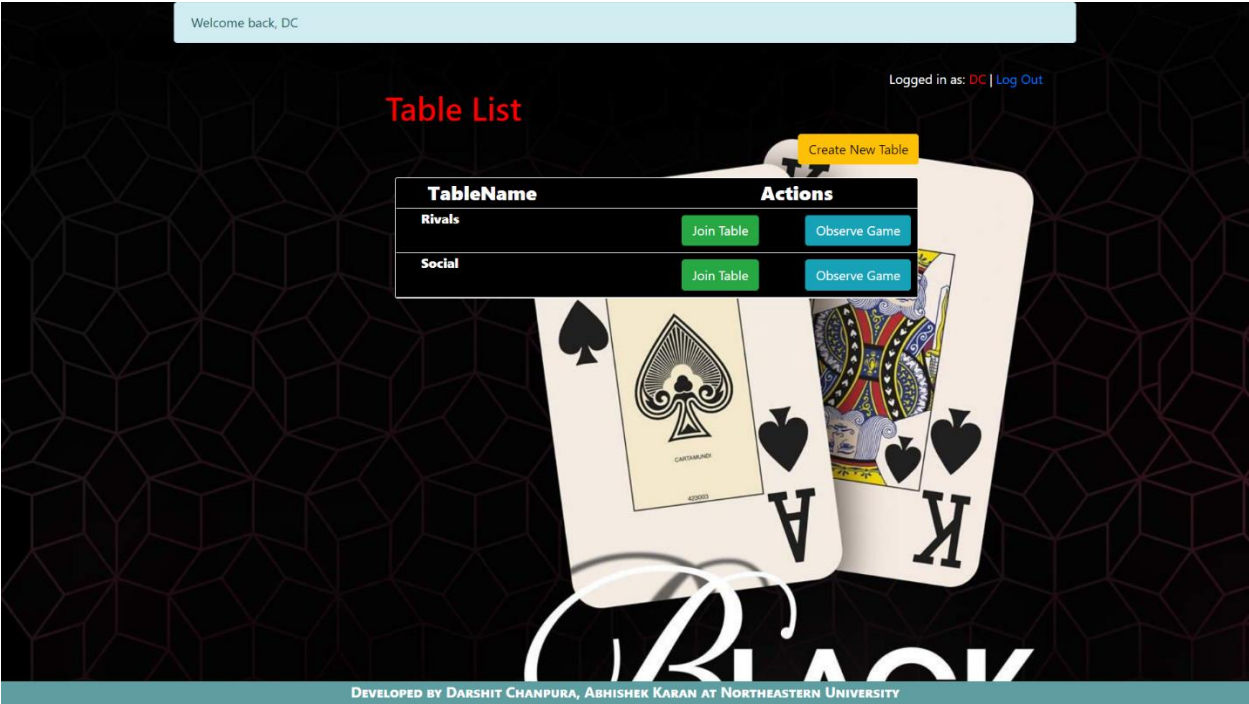 Welcome back, DC
Logged in as: DC | Log Out
Table List
Create New Table
TableName Actions
Rivals Join Table Observe Game
Social Join Table Observe Game
CARTAMUNDI
423003
A K
BLACK
DEVELOPED BY DARSHIT CHANPURA, ABHISHEK KARAN AT NORTHEASTERN UNIVERSITY